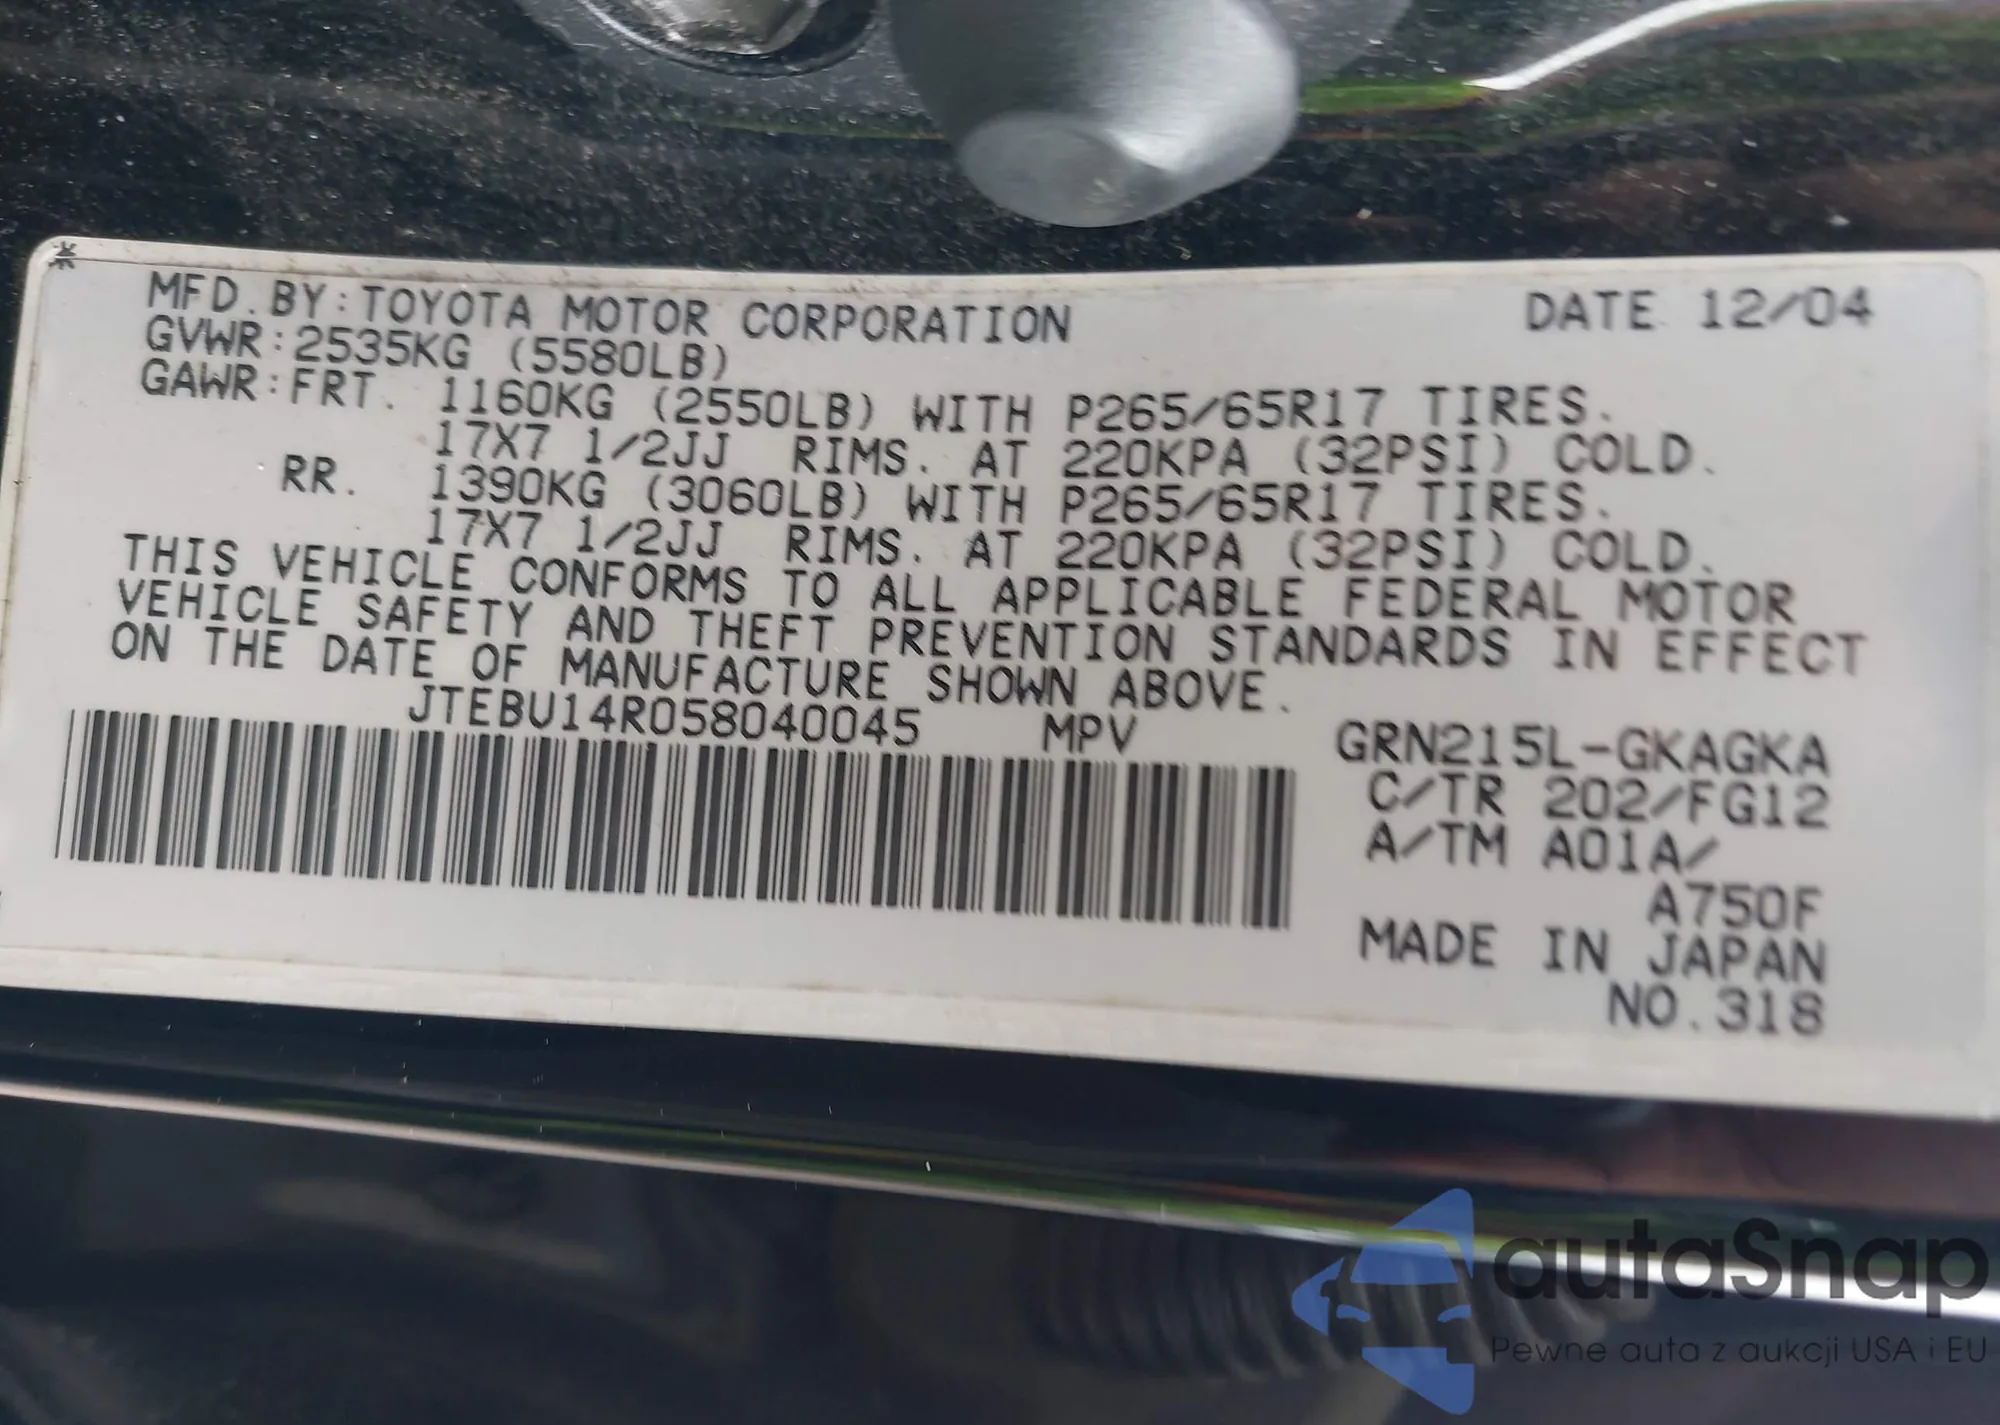 MFD. BY: TOYOTA MOTOR CORPORATION DATE 12/04
GVWR: 2535KG (5580LB)
GAWR: FRT. 1160KG (2550LB) WITH P265/65R17 TIRES.
17X7 1/2JJ RIMS. AT 220KPA (32PSI) COLD.
RR. 1390KG (3060LB) WITH P265/65R17 TIRES.
17X7 1/2JJ RIMS. AT 220KPA (32PSI) COLD.
THIS VEHICLE CONFORMS TO ALL APPLICABLE FEDERAL MOTOR
VEHICLE SAFETY AND THEFT PREVENTION STANDARDS IN EFFECT
ON THE DATE OF MANUFACTURE SHOWN ABOVE.
JTEBU14R058040045 MPV
GRN215L-GKAGKA
C/TR 202/FG12
A/TM A01A/
A750F
MADE IN JAPAN
NO.318
autaSnap
Pewne auta z aukcji USA i EU